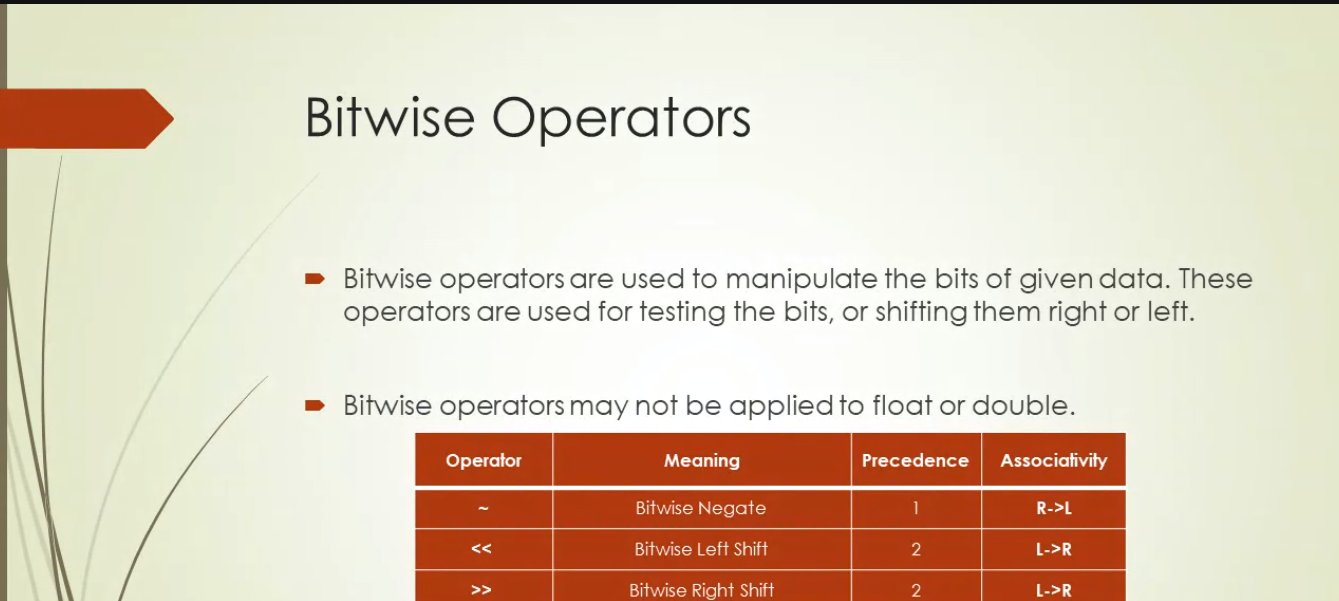 Bitwise Operators
Bitwise operators are used to manipulate the bits of given data. These
operators are used for testing the bits, or shifting them right or left.
Bitwise operators may not be applied to float or double.
Operator Meaning Precedence Associativity
~ Bitwise Negate 1 R->L
<< Bitwise Left Shift 2 L->R
>> Bitwise Right Shift 2 L->R